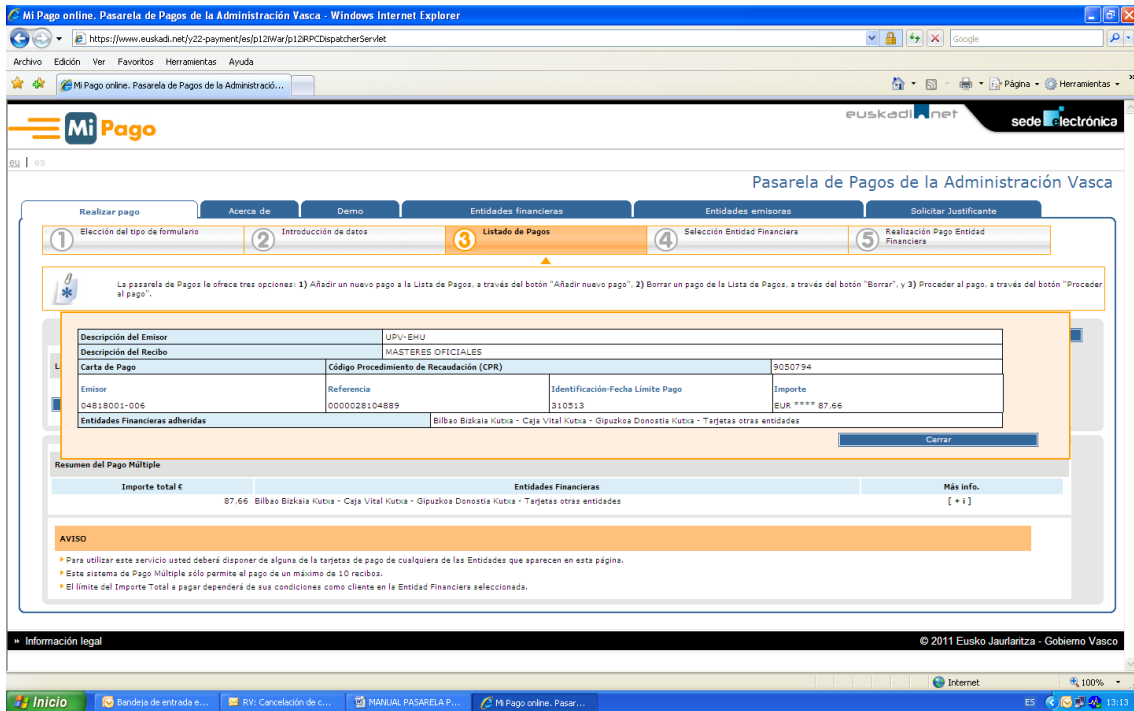 Mi Pago online. Pasarela de Pagos de la Administración Vasca - Windows Internet Explorer
https://www.euskadi.net/y22-payment/es/p12iWar/p12iRPCDispatcherServlet
Google
Archivo Edición Ver Favoritos Herramientas Ayuda
Mi Pago online. Pasarela de Pagos de la Administració...
Página Herramientas
Mi Pago
euskadi net
sede electrónica
eu | es
Pasarela de Pagos de la Administración Vasca
Realizar pago Acerca de Demo Entidades financieras Entidades emisoras Solicitar Justificante
1 Elección del tipo de formulario 2 Introducción de datos 3 Listado de Pagos 4 Selección Entidad Financiera 5 Realización Pago Entidad
Financiera
La pasarela de Pagos le ofrece tres opciones: 1) Añadir un nuevo pago a la Lista de Pagos, a través del botón "Añadir nuevo pago", 2) Borrar un pago de la Lista de Pagos, a través del botón "Borrar", y 3) Proceder al pago, a través del botón "Proceder
al pago".
Descripción del Emisor UPV-EHU
Descripción del Recibo MASTERES OFICIALES
Carta de Pago Código Procedimiento de Recaudación (CPR) 9050794
Emisor Referencia Identificación-Fecha Límite Pago Importe
04818001-006 0000028104889 310513 EUR **** 87.66
Entidades Financieras adheridas Bilbao Bizkaia Kutxa - Caja Vital Kutxa - Gipuzkoa Donostia Kutxa - Tarjetas otras entidades
Cerrar
Resumen del Pago Múltiple
Importe total € Entidades Financieras Más info.
87.66 Bilbao Bizkaia Kutxa - Caja Vital Kutxa - Gipuzkoa Donostia Kutxa - Tarjetas otras entidades [ + i ]
AVISO
Para utilizar este servicio usted deberá disponer de alguna de la tarjetas de pago de cualquiera de las Entidades que aparecen en esta página.
Este sistema de Pago Múltiple sólo permite el pago de un máximo de 10 recibos.
El límite del Importe Total a pagar dependerá de sus condiciones como cliente en la Entidad Financiera seleccionada.
» Información legal © 2011 Eusko Jaurlaritza - Gobierno Vasco
Internet 100%
Inicio Bandeja de entrada e... RV: Cancelación de c... MANUAL PASARELA P... Mi Pago online. Pasar... ES 13:13